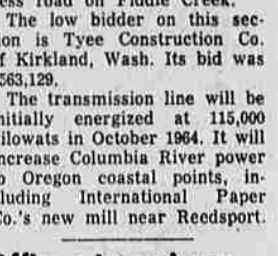 ess road on Fiddle Creek.
The low bidder on this sec-
ion is Tyee Construction Co.
f Kirkland, Wash. Its bid was
563,129.
The transmission line will be
nitially energized at 115,000
ilowats in October 1964. It will
ncrease Columbia River power
o Oregon coastal points, in-
luding International Paper
Co.'s new mill near Reedsport.